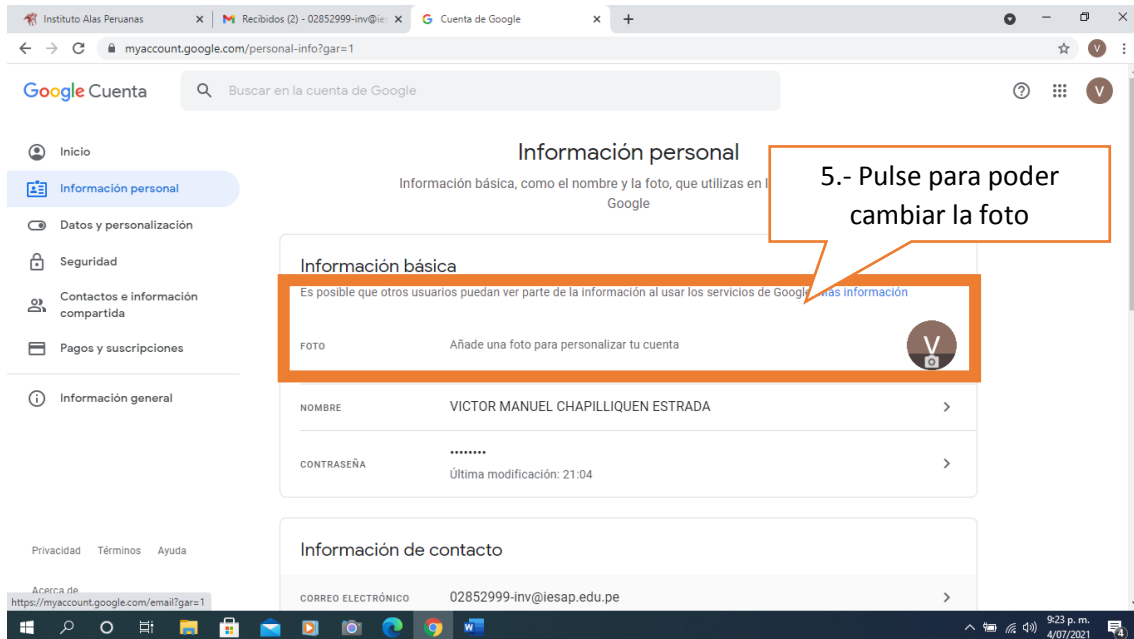 Instituto Alas Peruanas
Recibidos (2) - 02852999-inv@ies
Cuenta de Google
myaccount.google.com/personal-info?gar=1
V
Google Cuenta
Buscar en la cuenta de Google
V
Inicio
Información personal
Datos y personalización
Seguridad
Contactos e información
compartida
Pagos y suscripciones
Información general
Privacidad Términos Ayuda
Acerca de
https://myaccount.google.com/email?gar=1
Información personal
Información básica, como el nombre y la foto, que utilizas en
Google
5.- Pulse para poder
cambiar la foto
Información básica
Es posible que otros usuarios puedan ver parte de la información al usar los servicios de Google. Más información
FOTO Añade una foto para personalizar tu cuenta V
NOMBRE VICTOR MANUEL CHAPILLIQUEN ESTRADA
CONTRASEÑA ••••••••
Última modificación: 21:04
Información de contacto
CORREO ELECTRÓNICO 02852999-inv@iesap.edu.pe
9:23 p. m.
4/07/2021
4